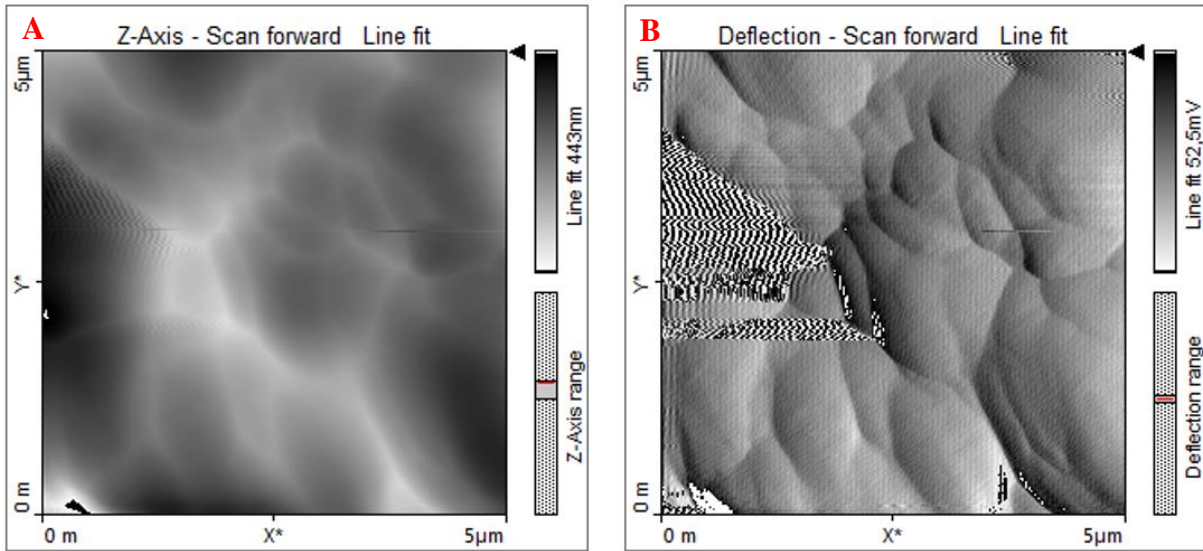 A
Z-Axis - Scan forward Line fit
5µm
Y*
0 m
0 m
X*
5µm
Line fit 443nm
Z-Axis range
B
Deflection - Scan forward Line fit
5µm
Y*
0 m
0 m
X*
5µm
Line fit 52,5mV
Deflection range